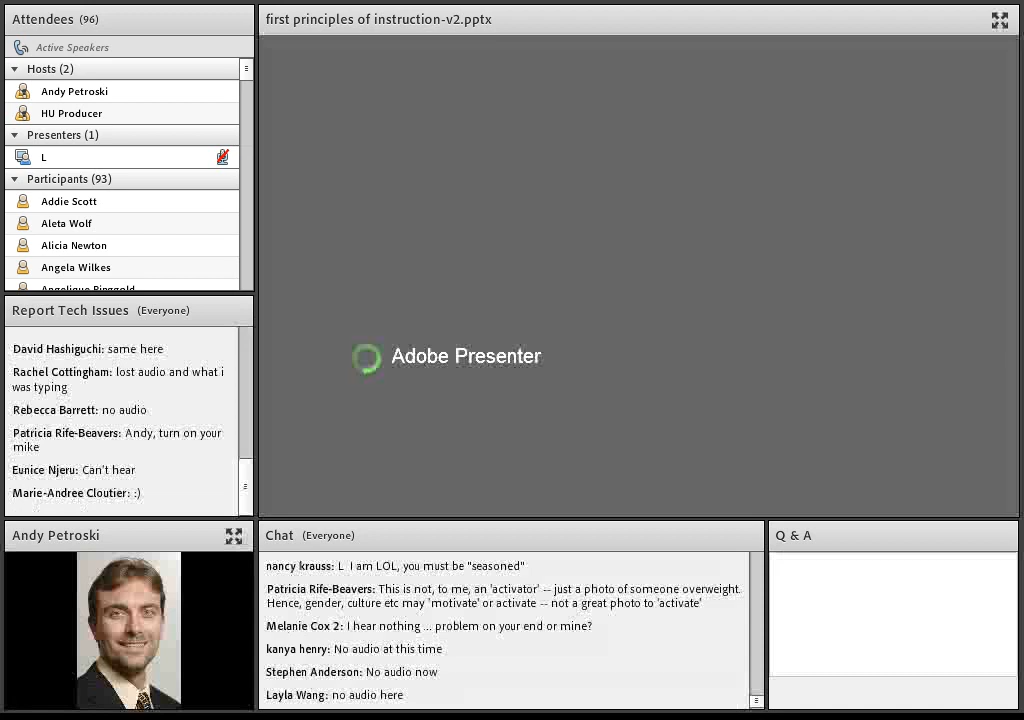 Attendees (96)
Active Speakers
Hosts (2)
Andy Petroski
HU Producer
Presenters (1)
L
Participants (93)
Addie Scott
Aleta Wolf
Alicia Newton
Angela Wilkes
Angelique Ringgold
Report Tech Issues (Everyone)
David Hashiguchi: same here
Rachel Cottingham: lost audio and what i
was typing
Rebecca Barrett: no audio
Patricia Rife-Beavers: Andy, turn on your
mike
Eunice Njeru: Can't hear
Marie-Andree Cloutier: :)
Andy Petroski
first principles of instruction-v2.pptx
Adobe Presenter
Chat (Everyone)
nancy krauss: L I am LOL, you must be "seasoned"
Patricia Rife-Beavers: This is not, to me, an 'activator' -- just a photo of someone overweight.
Hence, gender, culture etc may 'motivate' or activate -- not a great photo to 'activate'
Melanie Cox 2: I hear nothing ... problem on your end or mine?
kanya henry: No audio at this time
Stephen Anderson: No audio now
Layla Wang: no audio here
Q & A